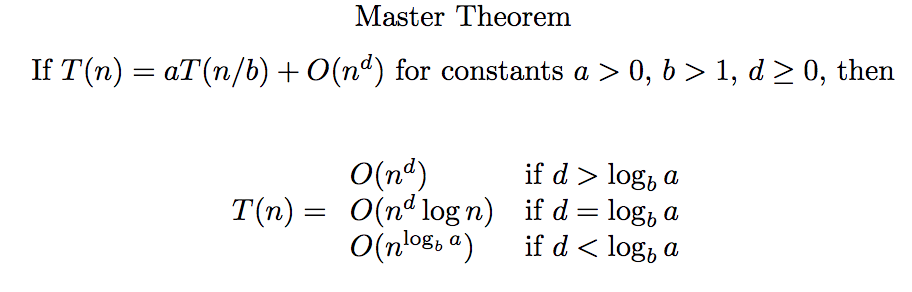 Master Theorem
If T(n) = aT(n/b) + O(n^d) for constants a > 0, b > 1, d ≥ 0, then
O(n^d) if d > log_b a
T(n) = O(n^d log n) if d = log_b a
O(n^{log_b a}) if d < log_b a